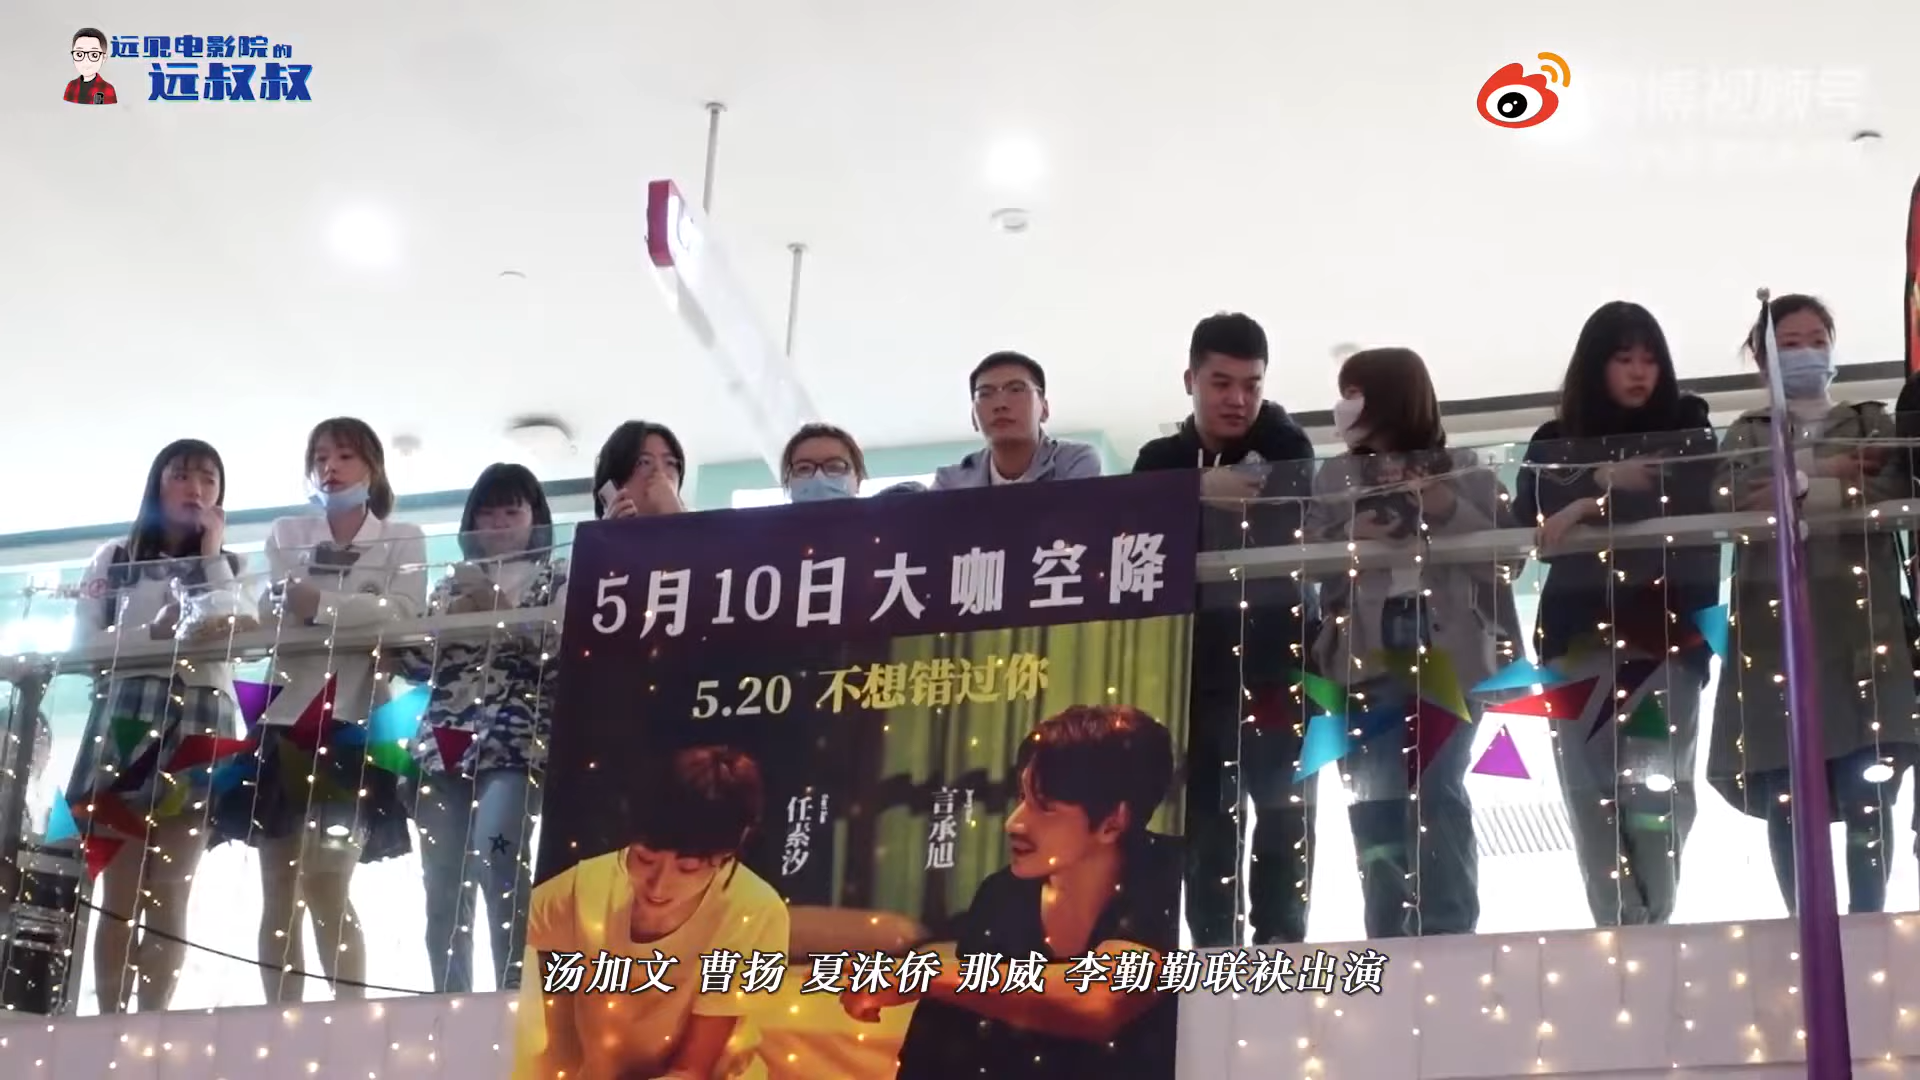 远见电影院的
远叔叔
5月10日大咖空降
5.20 不想错过你
任素汐
言承旭
汤加文 曹扬 夏沫侨 那威 李勤勤联袂出演